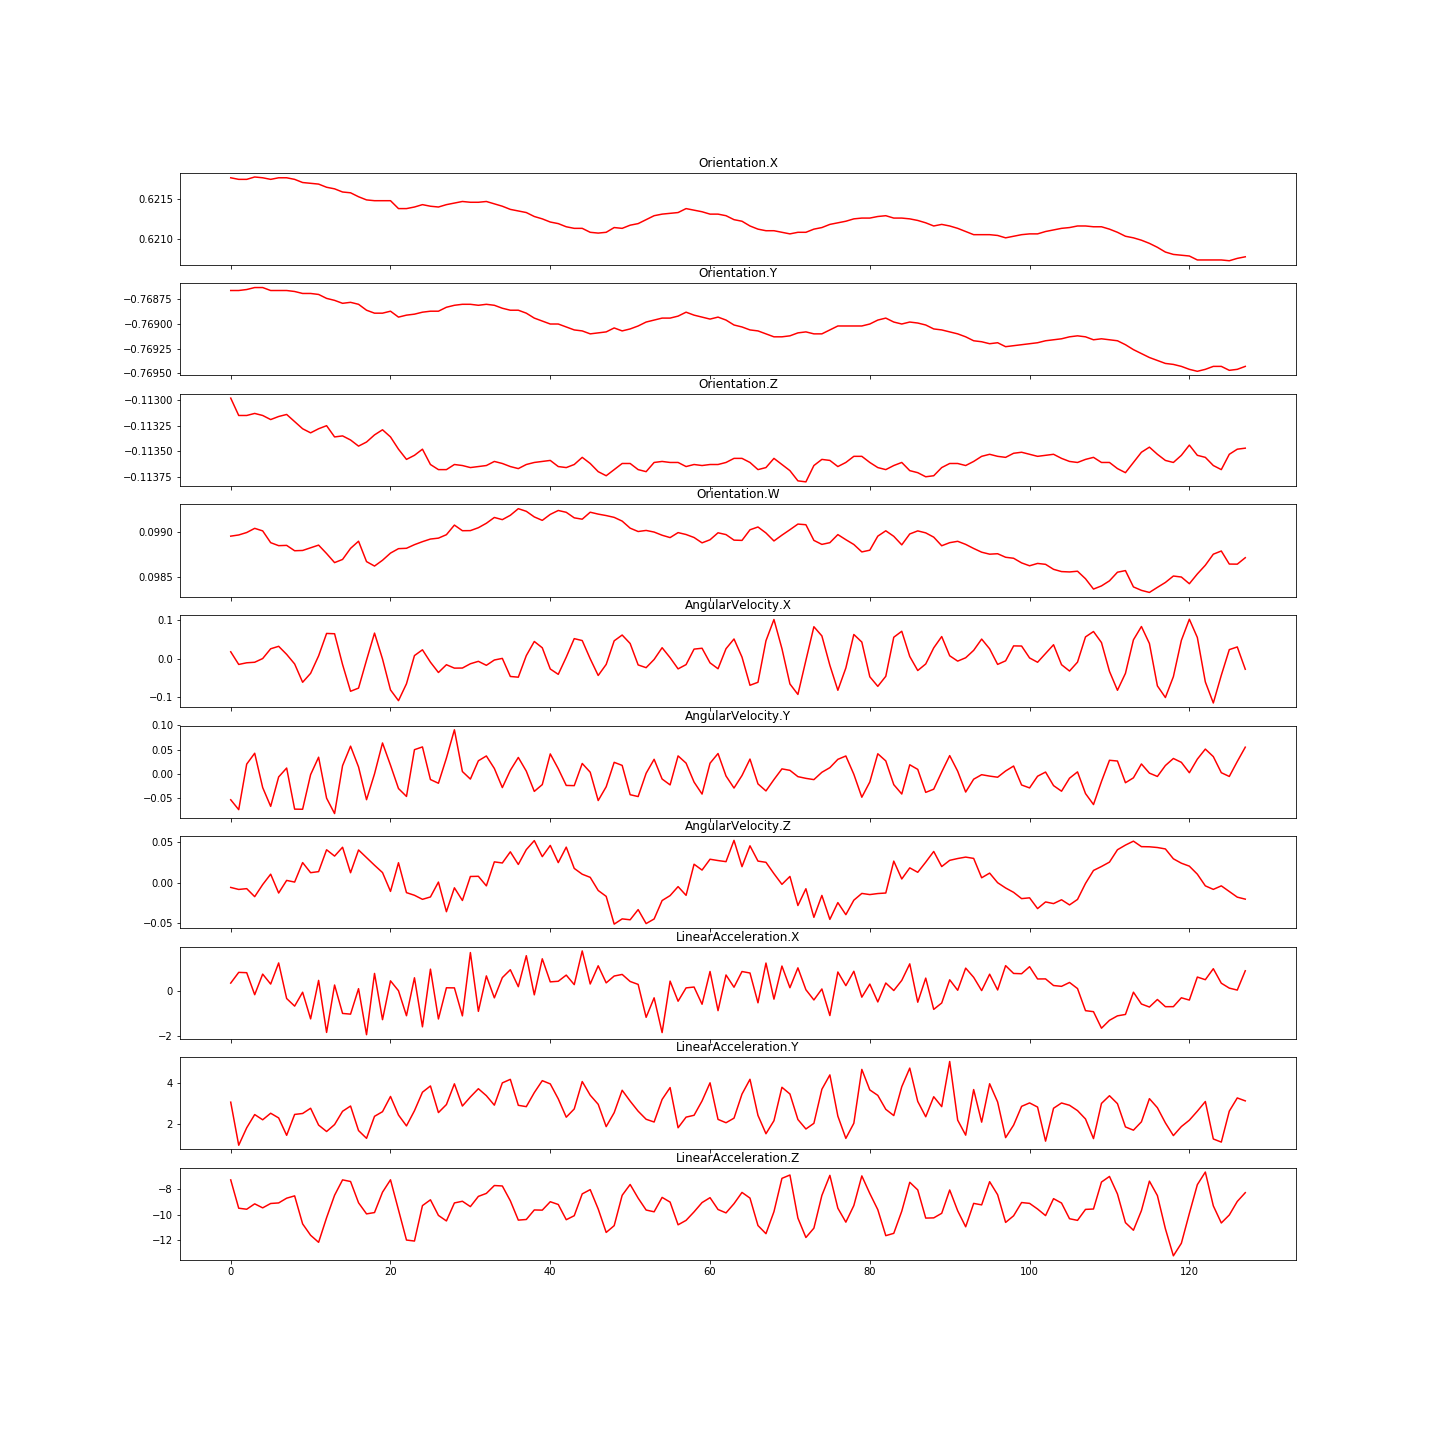 Orientation.X
0.6215
0.6210
Orientation.Y
−0.76875
−0.76900
−0.76925
−0.76950
Orientation.Z
−0.11300
−0.11325
−0.11350
−0.11375
Orientation.W
0.0990
0.0985
AngularVelocity.X
0.1
0.0
−0.1
AngularVelocity.Y
0.10
0.05
0.00
−0.05
AngularVelocity.Z
0.05
0.00
−0.05
LinearAcceleration.X
0
−2
LinearAcceleration.Y
4
2
LinearAcceleration.Z
−8
−10
−12
0 20 40 60 80 100 120